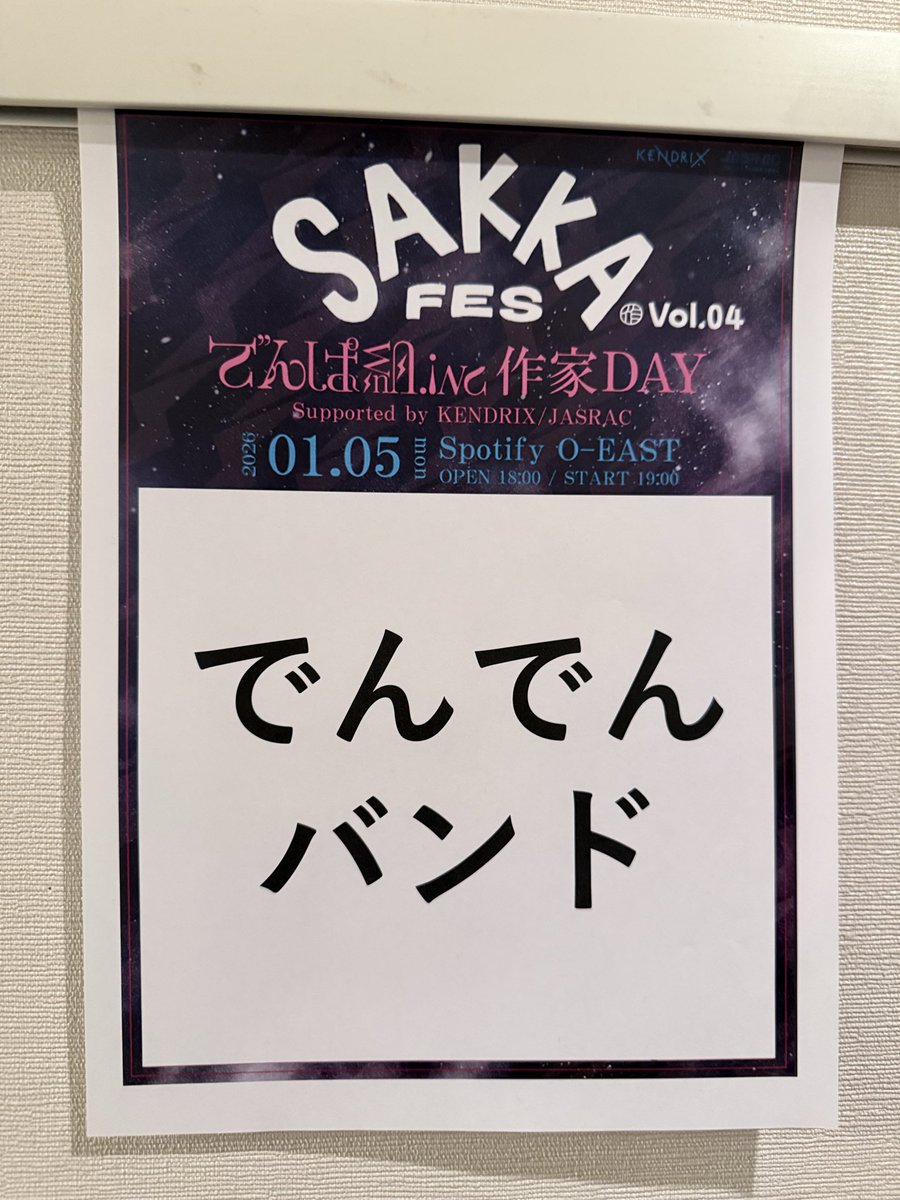 KENDRIX
SAKKA
FES
作 Vol.04
でんぱ組.inc 作家DAY
Supported by KENDRIX/JASRAC
2026 01.05 mon Spotify O-EAST
OPEN 18:00 / START 19:00
でんでん
バンド